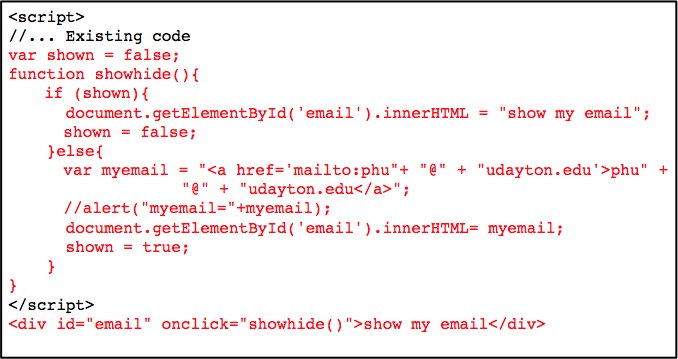 <script>
//... Existing code
var shown = false;
function showhide(){
if (shown){
document.getElementById('email').innerHTML = "show my email";
shown = false;
}else{
var myemail = "<a href='mailto:phu"+ "@" + "udayton.edu'>phu" +
"@" + "udayton.edu</a>";
//alert("myemail="+myemail);
document.getElementById('email').innerHTML= myemail;
shown = true;
}
}
</script>
<div id="email" onclick="showhide()">show my email</div>